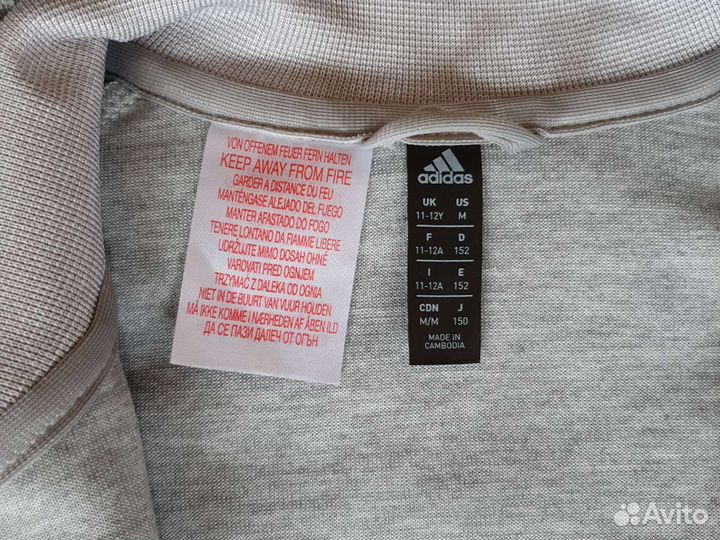 VON OFFENEM FEUER FERN HALTEN
KEEP AWAY FROM FIRE
GARDER A DISTANCE DU FEU
MANTÉNGASE ALEJADO DEL FUEGO
MANTER AFASTADO DO FOGO
TENERE LONTANO DA FIAMME LIBERE
UDRŽUJTE MIMO DOSAH OHNĚ
VAROVATI PRED OGNJEM
TRZYMAĆ Z DALEKA OD OGNIA
NIET IN DE BUURT VAN VUUR HOUDEN
MÅ IKKE KOMME I NÆRHEDEN AF ÅBEN ILD
ДА СЕ ПАЗИ ДАЛЕЧ ОТ ОГЪН
adidas
UK US
11-12Y M
F D
11-12A 152
I E
11-12A 152
CDN J
M/M 150
MADE IN
CAMBODIA
Avito